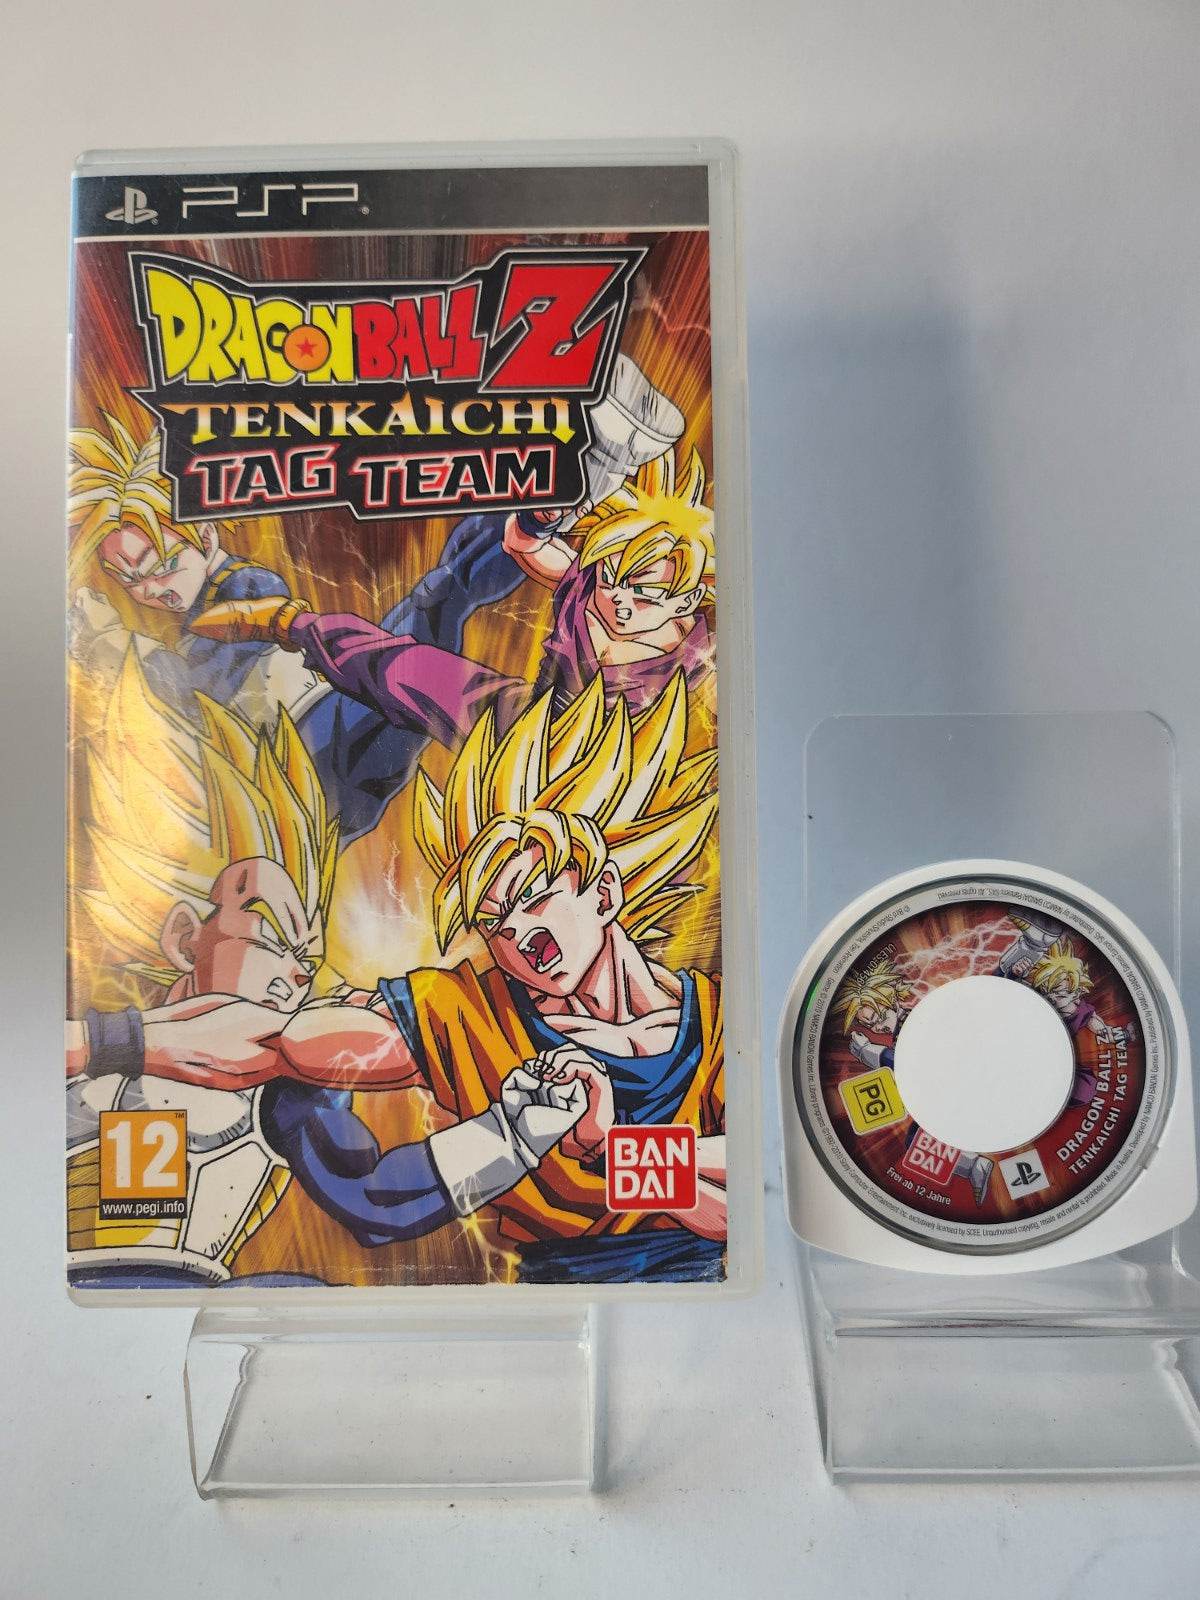 PSP
DRAGON BALL Z
TENKAICHI
TAG TEAM
12
www.pegi.info
BAN
DAI
DRAGON BALL Z
TENKAICHI TAG TEAM
PG
BAN
DAI
Frei ab 12 Jahre